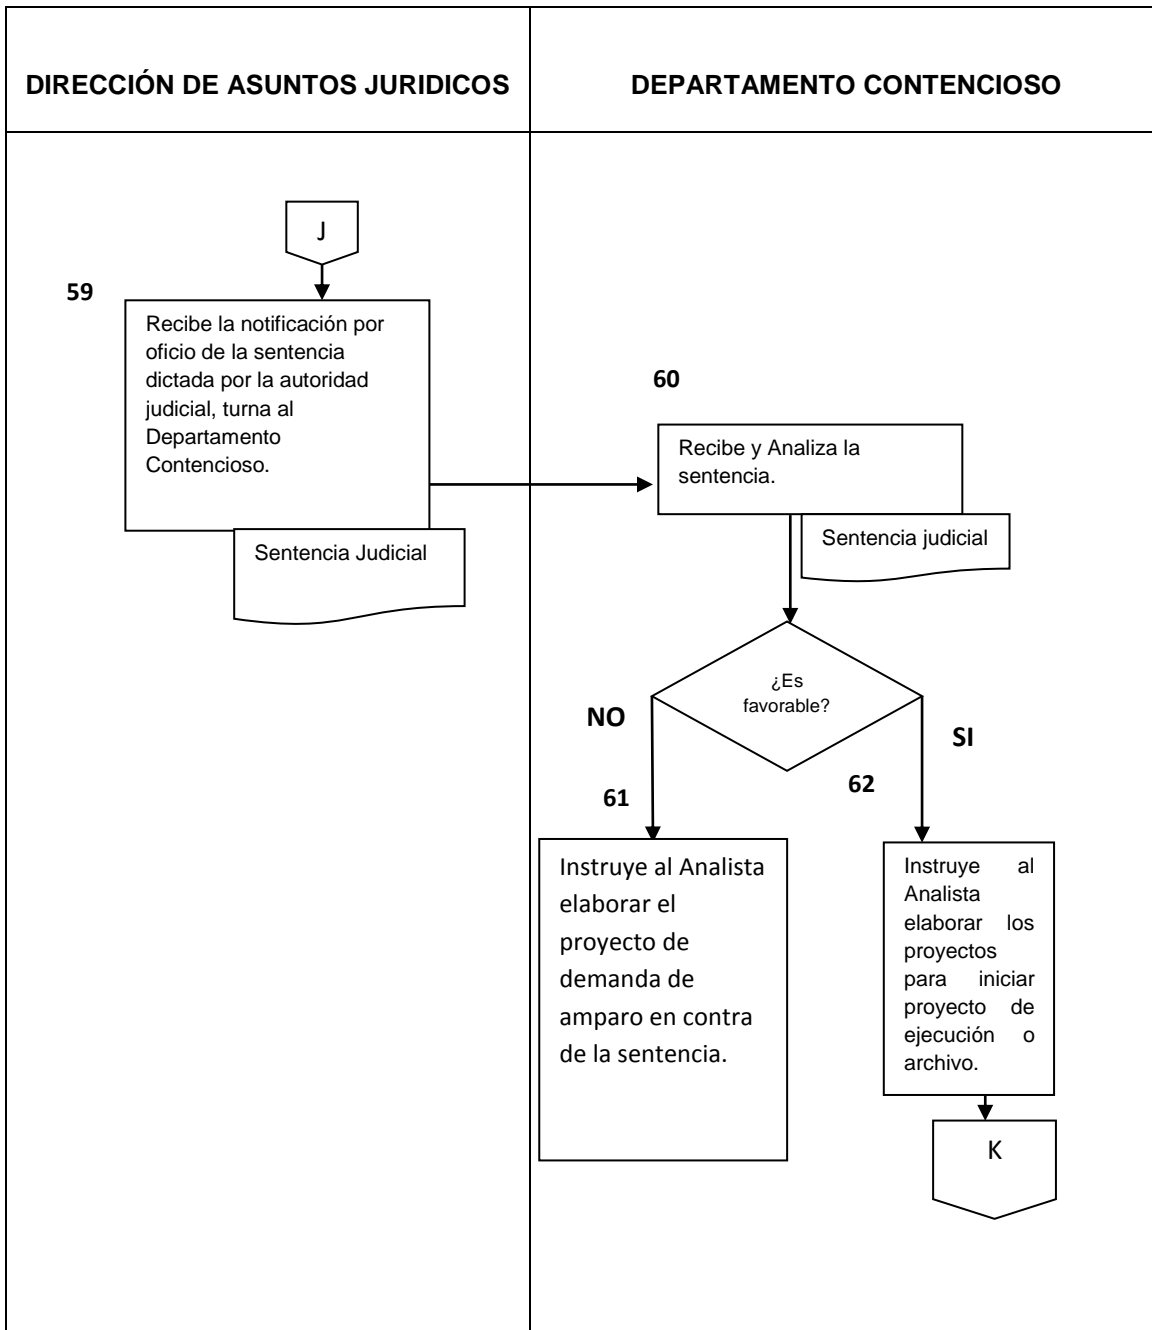 DIRECCIÓN DE ASUNTOS JURIDICOS
DEPARTAMENTO CONTENCIOSO
J
59
Recibe la notificación por
oficio de la sentencia
dictada por la autoridad
judicial, turna al
Departamento
Contencioso.
Sentencia Judicial
60
Recibe y Analiza la
sentencia.
Sentencia judicial
¿Es
favorable?
NO
SI
61
62
Instruye al Analista
elaborar el
proyecto de
demanda de
amparo en contra
de la sentencia.
Instruye al
Analista
elaborar los
proyectos
para iniciar
proyecto de
ejecución o
archivo.
K